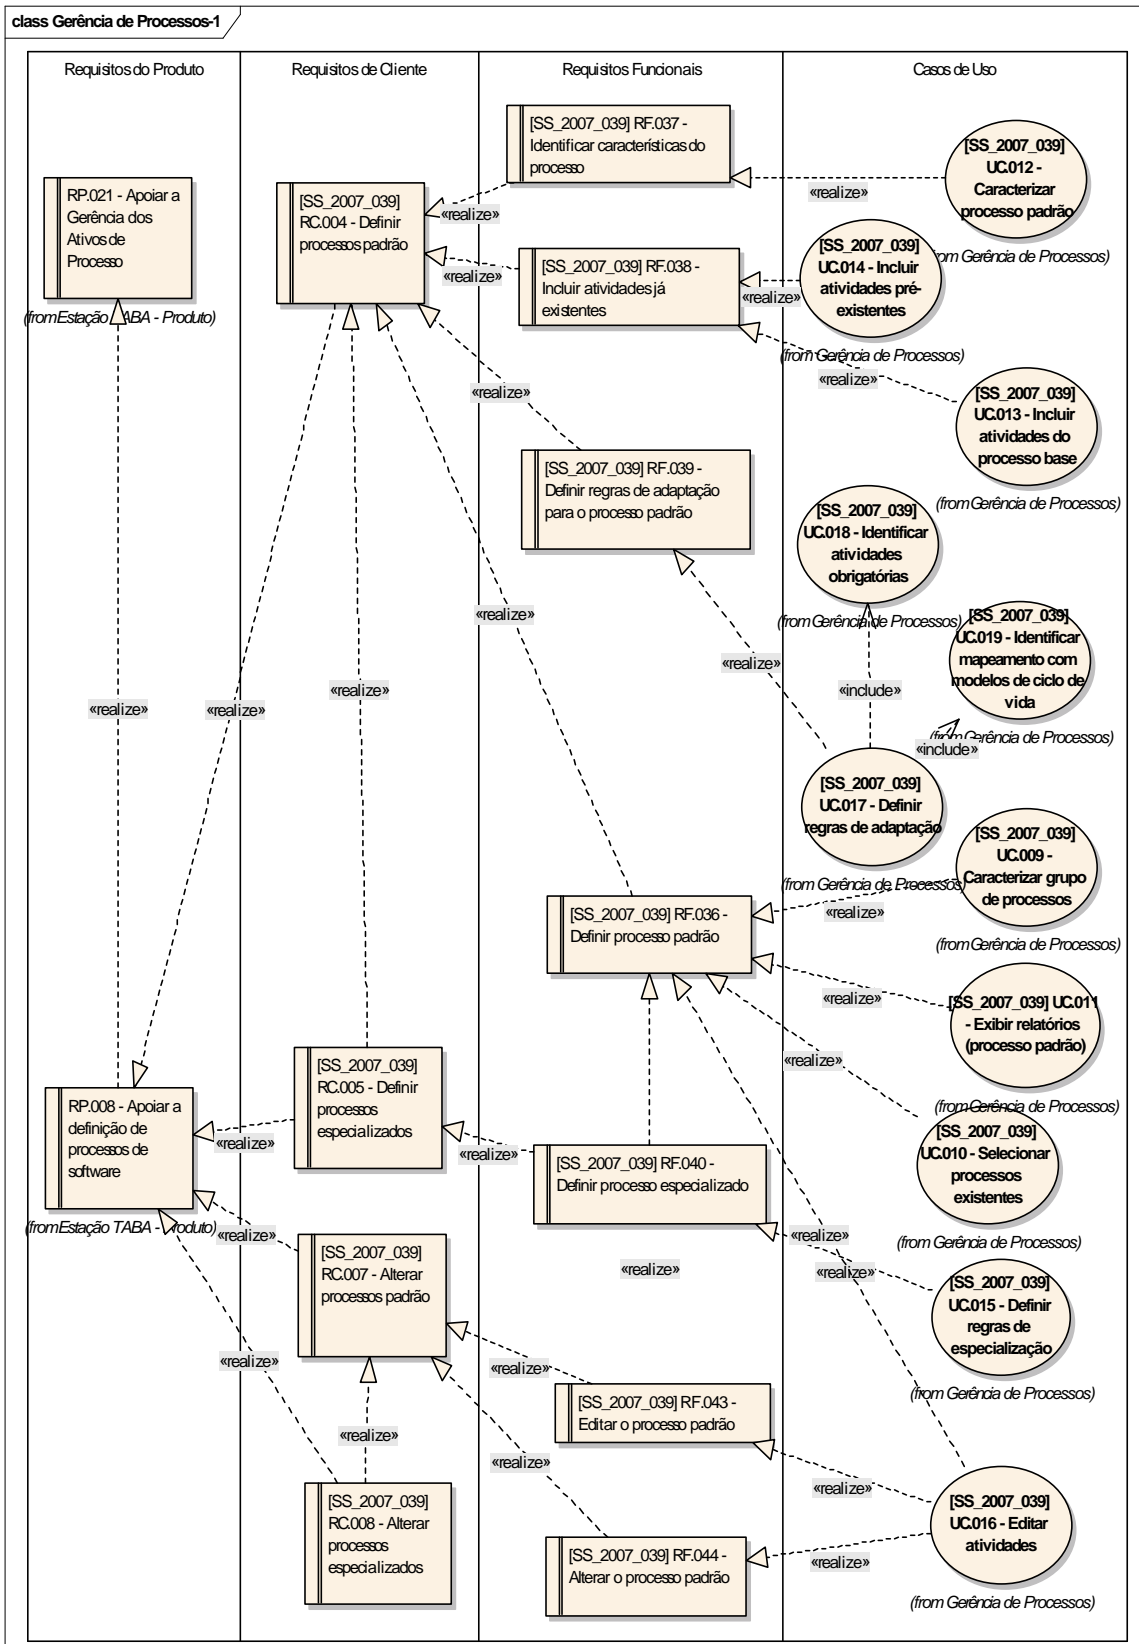 class Gerência de Processos-1
Requisitos do Produto
Requisitos de Cliente
Requisitos Funcionais
Casos de Uso
RP.021 - Apoiar a
Gerência dos
Ativos de
Processo
(from Estação TABA - Produto)
«realize»
RP.008 - Apoiar a
definição de
processos de
software
(from Estação TABA - Produto)
[SS_2007_039]
RC.004 - Definir
processos padrão
«realize»
«realize»
[SS_2007_039]
RC.005 - Definir
processos
especializados
«realize»
[SS_2007_039]
RC.007 - Alterar
processos padrão
«realize»
«realize»
«realize»
[SS_2007_039]
RC.008 - Alterar
processos
especializados
[SS_2007_039] RF.037 -
Identificar características do
processo
«realize»
[SS_2007_039] RF.038 -
Incluir atividades já
existentes
«realize»
«realize»
[SS_2007_039] RF.039 -
Definir regras de adaptação
para o processo padrão
«realize»
[SS_2007_039] RF.036 -
Definir processo padrão
[SS_2007_039] RF.040 -
Definir processo especializado
«realize»
«realize»
[SS_2007_039] RF.043 -
Editar o processo padrão
«realize»
«realize»
[SS_2007_039] RF.044 -
Alterar o processo padrão
[SS_2007_039]
UC.012 -
Caracterizar
processo padrão
(from Gerência de Processos)
«realize»
[SS_2007_039]
UC.014 - Incluir
atividades pré-
existentes
(from Gerência de Processos)
«realize»
«realize»
[SS_2007_039]
UC.013 - Incluir
atividades do
processo base
(from Gerência de Processos)
[SS_2007_039]
UC.018 - Identificar
atividades
obrigatórias
(from Gerência de Processos)
[SS_2007_039]
UC.019 - Identificar
mapeamento com
modelos de ciclo de
vida
(from Gerência de Processos)
«realize»
«include»
«include»
[SS_2007_039]
UC.017 - Definir
regras de adaptação
(from Gerência de Processos)
[SS_2007_039]
UC.009 -
Caracterizar grupo
de processos
(from Gerência de Processos)
«realize»
[SS_2007_039] UC.011
- Exibir relatórios
(processo padrão)
(from Gerência de Processos)
«realize»
«realize»
[SS_2007_039]
UC.010 - Selecionar
processos
existentes
(from Gerência de Processos)
«realize»
«realize»
[SS_2007_039]
UC.015 - Definir
regras de
especialização
(from Gerência de Processos)
«realize»
[SS_2007_039]
UC.016 - Editar
atividades
(from Gerência de Processos)
«realize»